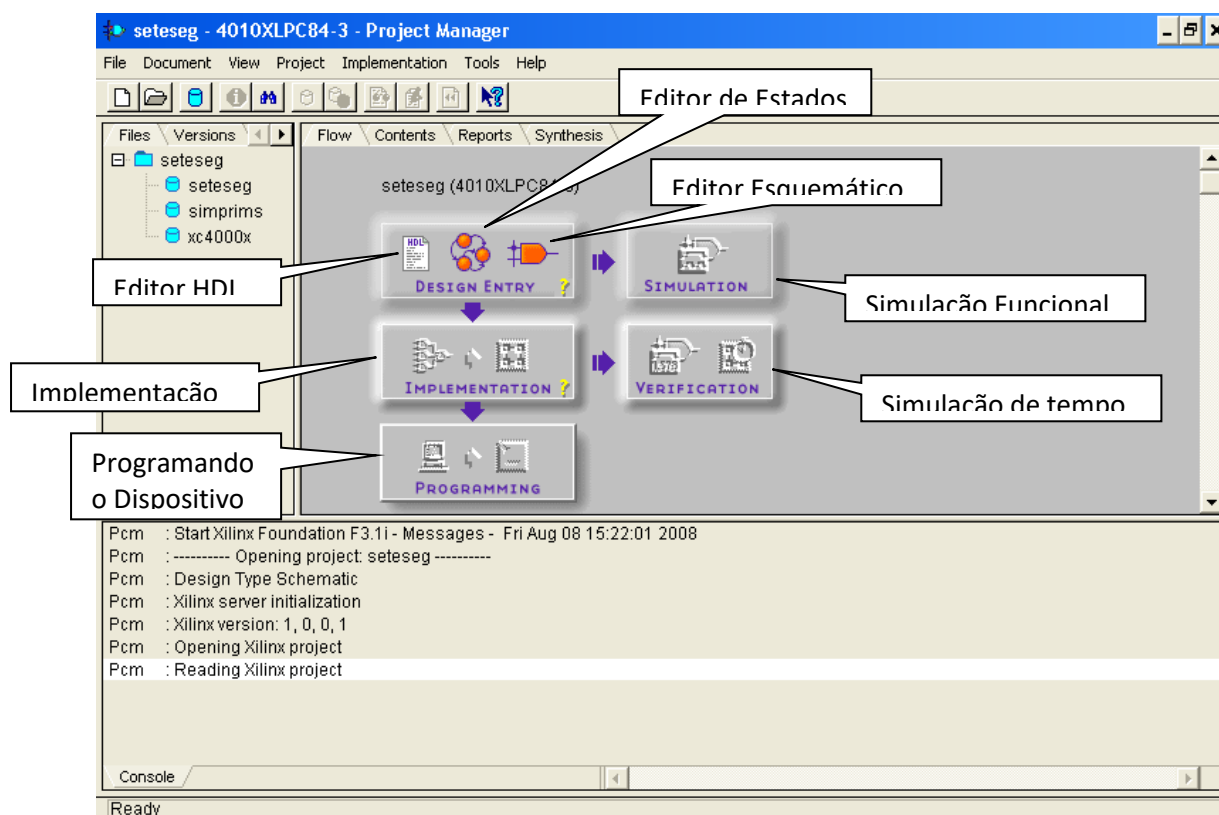 seteseg - 4010XLPC84-3 - Project Manager
File Document View Project Implementation Tools Help
Editor de Estados
Files Versions
Flow Contents Reports Synthesis
seteseg
seteseg
simprims
xc4000x
seteseg (4010XLPC84-3)
Editor Esquemático
HDL
DESIGN ENTRY ?
SIMULATION
Editor HDL
Simulação Funcional
IMPLEMENTATION ?
VERIFICATION
Implementação
Simulação de tempo
Programando
o Dispositivo
PROGRAMMING
Pcm : Start Xilinx Foundation F3.1i - Messages - Fri Aug 08 15:22:01 2008
Pcm : ---------- Opening project: seteseg ----------
Pcm : Design Type Schematic
Pcm : Xilinx server initialization
Pcm : Xilinx version: 1, 0, 0, 1
Pcm : Opening Xilinx project
Pcm : Reading Xilinx project
Console
Ready